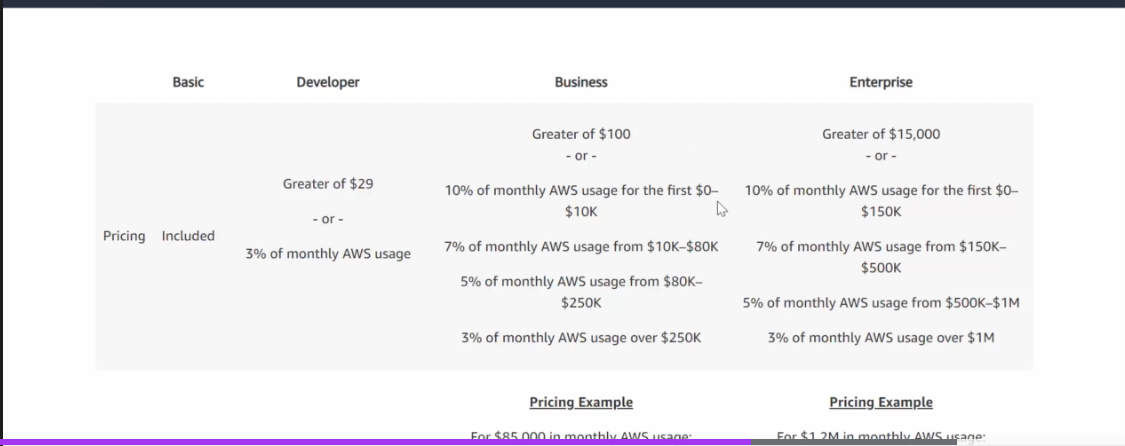 Basic
Developer
Business
Enterprise
Pricing
Included
Greater of $29
- or -
3% of monthly AWS usage
Greater of $100
- or -
10% of monthly AWS usage for the first $0–
$10K
7% of monthly AWS usage from $10K–$80K
5% of monthly AWS usage from $80K–
$250K
3% of monthly AWS usage over $250K
Greater of $15,000
- or -
10% of monthly AWS usage for the first $0–
$150K
7% of monthly AWS usage from $150K–
$500K
5% of monthly AWS usage from $500K–$1M
3% of monthly AWS usage over $1M
Pricing Example
For $85,000 in monthly AWS usage:
Pricing Example
For $1.2M in monthly AWS usage: